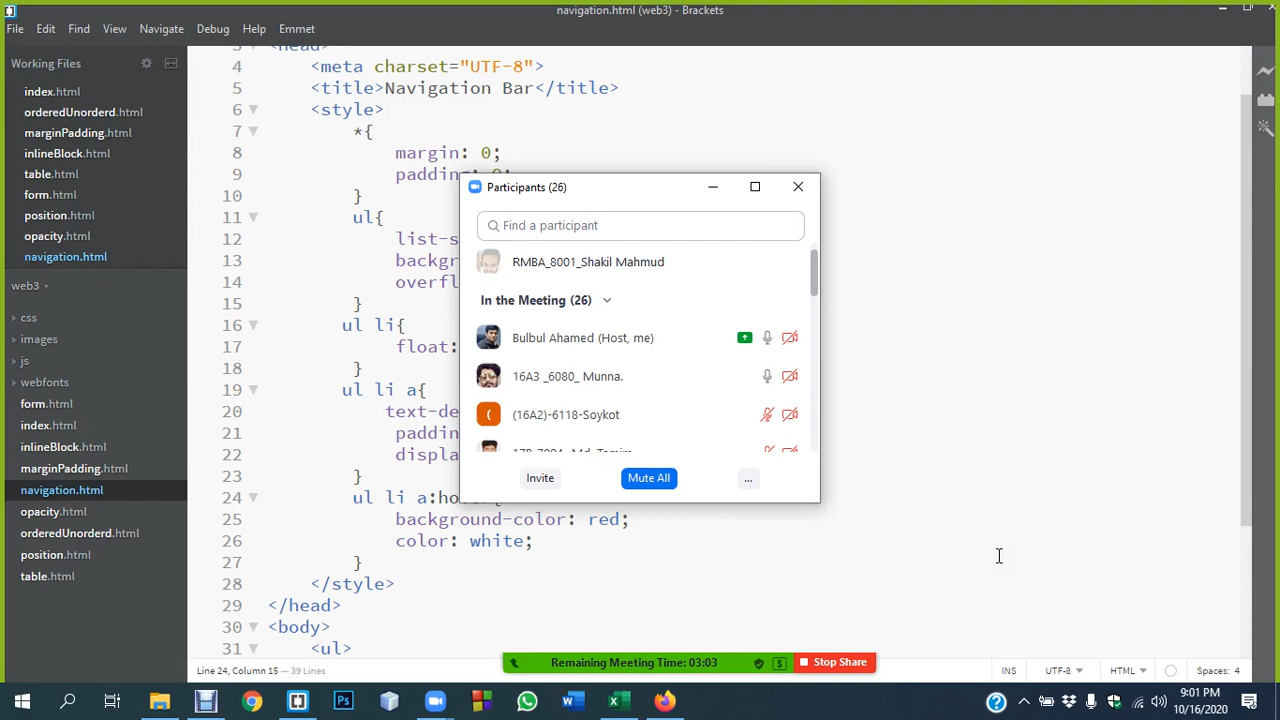 navigation.html (web3) - Brackets
File Edit Find View Navigate Debug Help Emmet
Working Files
index.html
orderedUnorderd.html
marginPadding.html
inlineBlock.html
table.html
form.html
position.html
opacity.html
navigation.html
web3
css
images
js
webfonts
form.html
index.html
inlineBlock.html
marginPadding.html
navigation.html
opacity.html
orderedUnorderd.html
position.html
table.html
3 <head>
4 <meta charset="UTF-8">
5 <title>Navigation Bar</title>
6 <style>
7 *{
8 margin: 0;
9 padding: 0;
10 }
11 ul{
12 list-s
13 backgr
14 overfl
15 }
16 ul li{
17 float:
18 }
19 ul li a{
20 text-de
21 paddin
22 displa
23 }
24 ul li a:hover{
25 background-color: red;
26 color: white;
27 }
28 </style>
29 </head>
30 <body>
31 <ul>
Participants (26)
Find a participant
RMBA_8001_Shakil Mahmud
In the Meeting (26)
Bulbul Ahamed (Host, me)
16A3 _6080_ Munna.
( (16A2)-6118-Soykot
Invite Mute All ...
Remaining Meeting Time: 03:03 $ Stop Share
Line 24, Column 15 — 39 Lines
INS UTF-8 HTML Spaces: 4
9:01 PM
10/16/2020